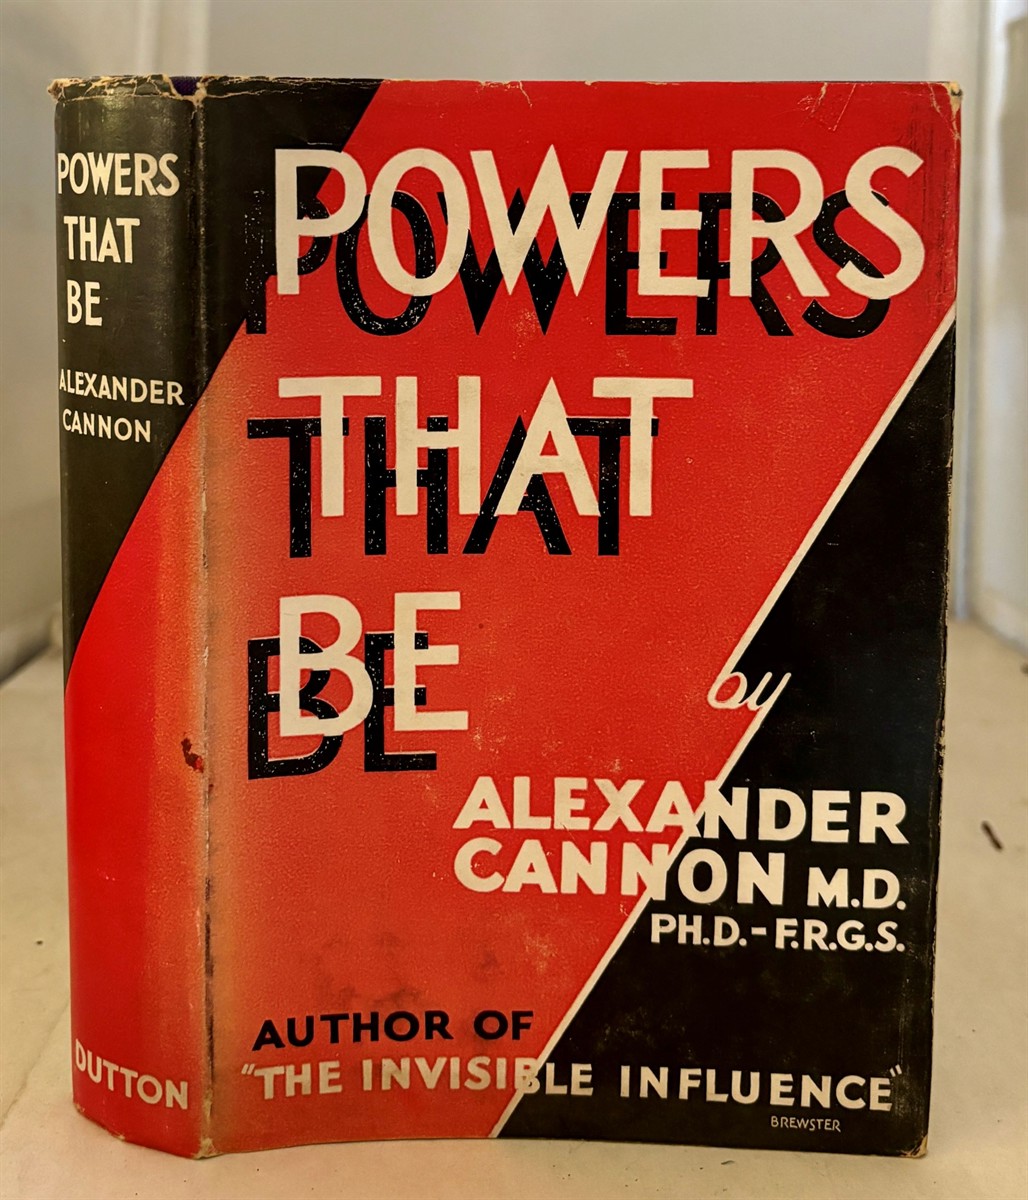 POWERS
THAT
BE
ALEXANDER
CANNON
DUTTON
POWERS
THAT
BE
by
ALEXANDER
CANNON M.D.
PH.D.-F.R.G.S.
AUTHOR OF
"THE INVISIBLE INFLUENCE"
BREWSTER